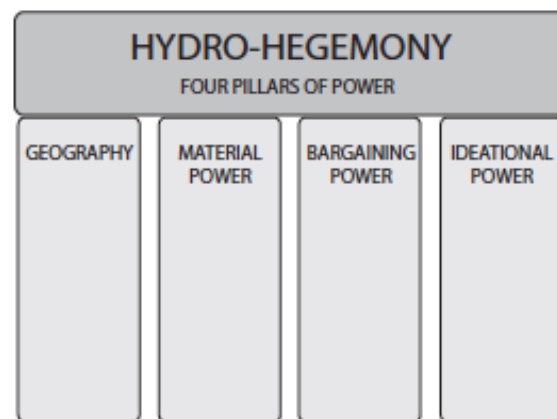 HYDRO-HEGEMONY
FOUR PILLARS OF POWER
GEOGRAPHY
MATERIAL
POWER
BARGAINING
POWER
IDEATIONAL
POWER